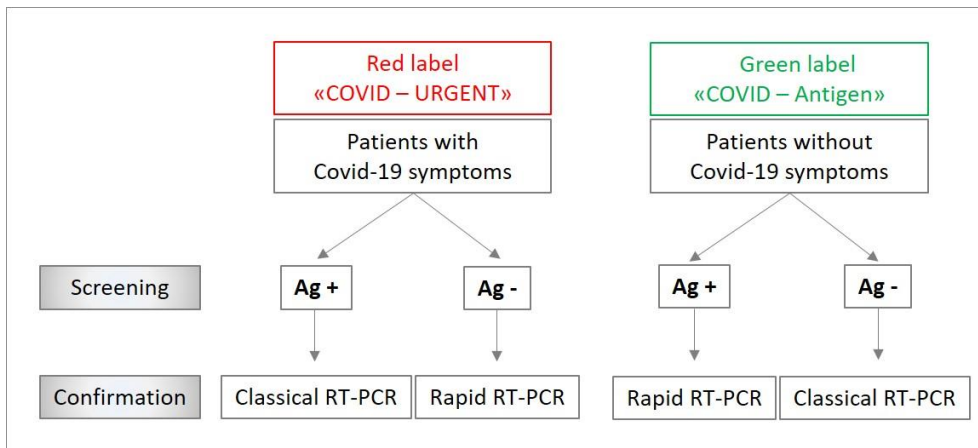 Red label
«COVID – URGENT»
Green label
«COVID – Antigen»
Patients with
Covid-19 symptoms
Patients without
Covid-19 symptoms
Screening
Ag +
Ag -
Ag +
Ag -
Confirmation
Classical RT-PCR
Rapid RT-PCR
Rapid RT-PCR
Classical RT-PCR